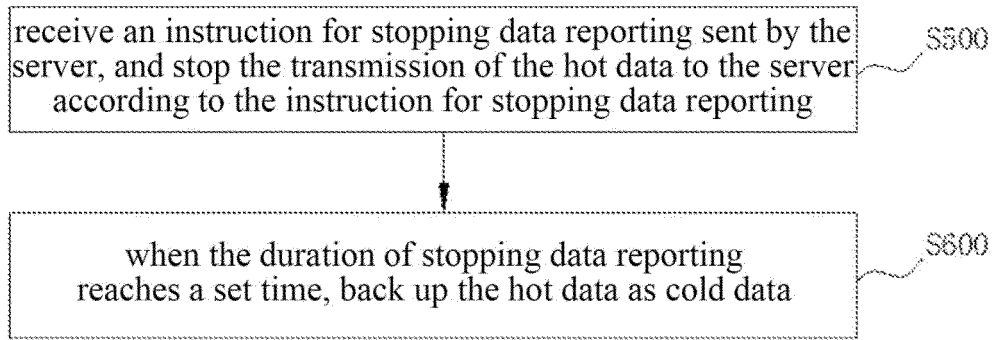 receive an instruction for stopping data reporting sent by the
server, and stop the transmission of the hot data to the server
according to the instruction for stopping data reporting
S500
when the duration of stopping data reporting
reaches a set time, back up the hot data as cold data
S600